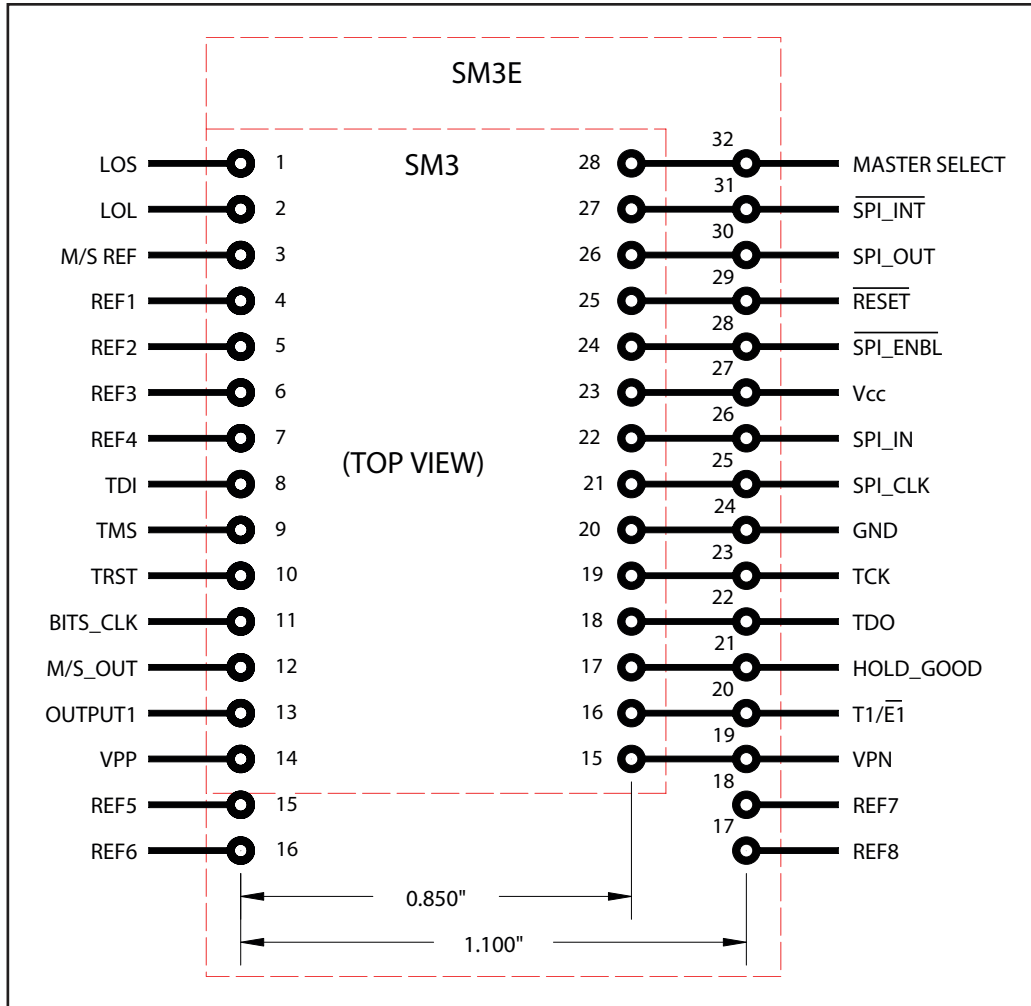 SM3E
SM3
32
LOS 1 28 MASTER SELECT
31
LOL 2 27 SPI_INT
30
M/S REF 3 26 SPI_OUT
29
REF1 4 25 RESET
28
REF2 5 24 SPI_ENBL
27
REF3 6 23 Vcc
26
REF4 7 22 SPI_IN
(TOP VIEW)
25
TDI 8 21 SPI_CLK
24
TMS 9 20 GND
23
TRST 10 19 TCK
22
BITS_CLK 11 18 TDO
21
M/S_OUT 12 17 HOLD_GOOD
20
OUTPUT1 13 16 T1/E1
19
VPP 14 15 VPN
18
REF5 15 REF7
17
REF6 16 REF8
0.850"
1.100"